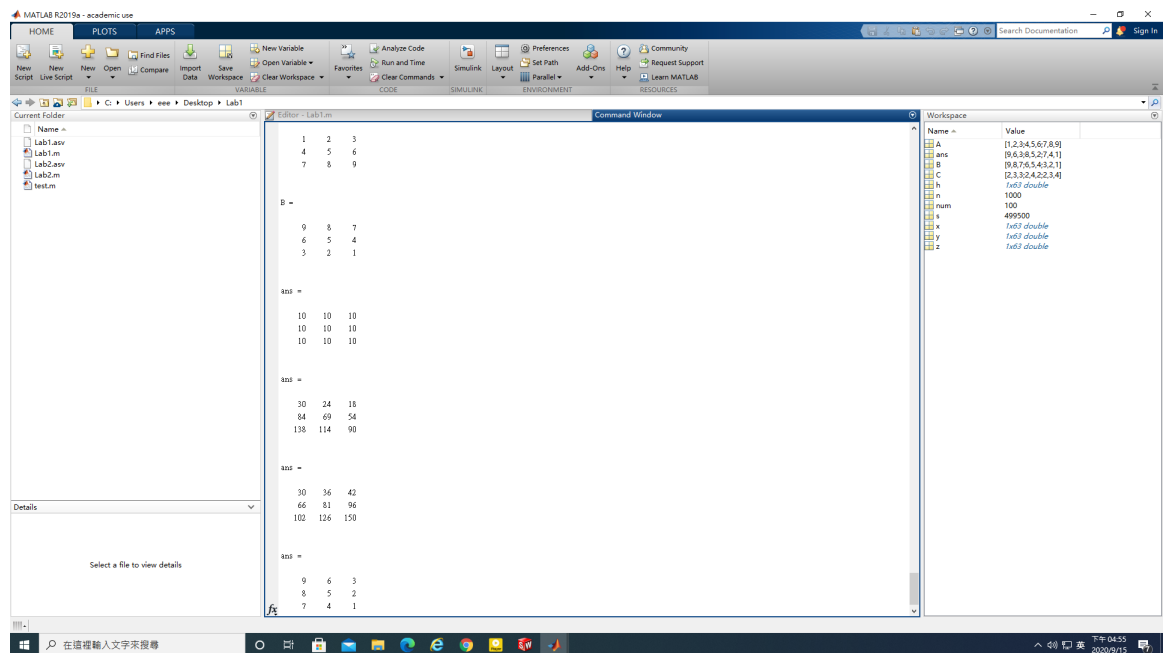 MATLAB R2019a - academic use
HOME PLOTS APPS
Search Documentation Sign In
New Script
New Live Script
New
Open
Find Files
Compare
Import Data
Save Workspace
New Variable
Open Variable
Clear Workspace
Favorites
Analyze Code
Run and Time
Clear Commands
Simulink
Layout
Preferences
Set Path
Parallel
Add-Ons
Help
Community
Request Support
Learn MATLAB
FILE VARIABLE CODE SIMULINK ENVIRONMENT RESOURCES
C: Users eee Desktop Lab1
Current Folder
Name
Lab1.asv
Lab1.m
Lab2.asv
Lab2.m
test.m
Details
Select a file to view details
Editor - Lab1.m Command Window
1 2 3
4 5 6
7 8 9
B =
9 8 7
6 5 4
3 2 1
ans =
10 10 10
10 10 10
10 10 10
ans =
30 24 18
84 69 54
138 114 90
ans =
30 36 42
66 81 96
102 126 150
ans =
9 6 3
8 5 2
7 4 1
fx
Workspace
Name Value
A [1,2,3;4,5,6;7,8,9]
ans [9,6,3;8,5,2;7,4,1]
B [9,8,7;6,5,4;3,2,1]
C [2,3,3;2,4,2;2,3,4]
h 1x63 double
n 1000
num 100
s 499500
x 1x63 double
y 1x63 double
z 1x63 double
在這裡輸入文字來搜尋
英
下午 04:55
2020/9/15